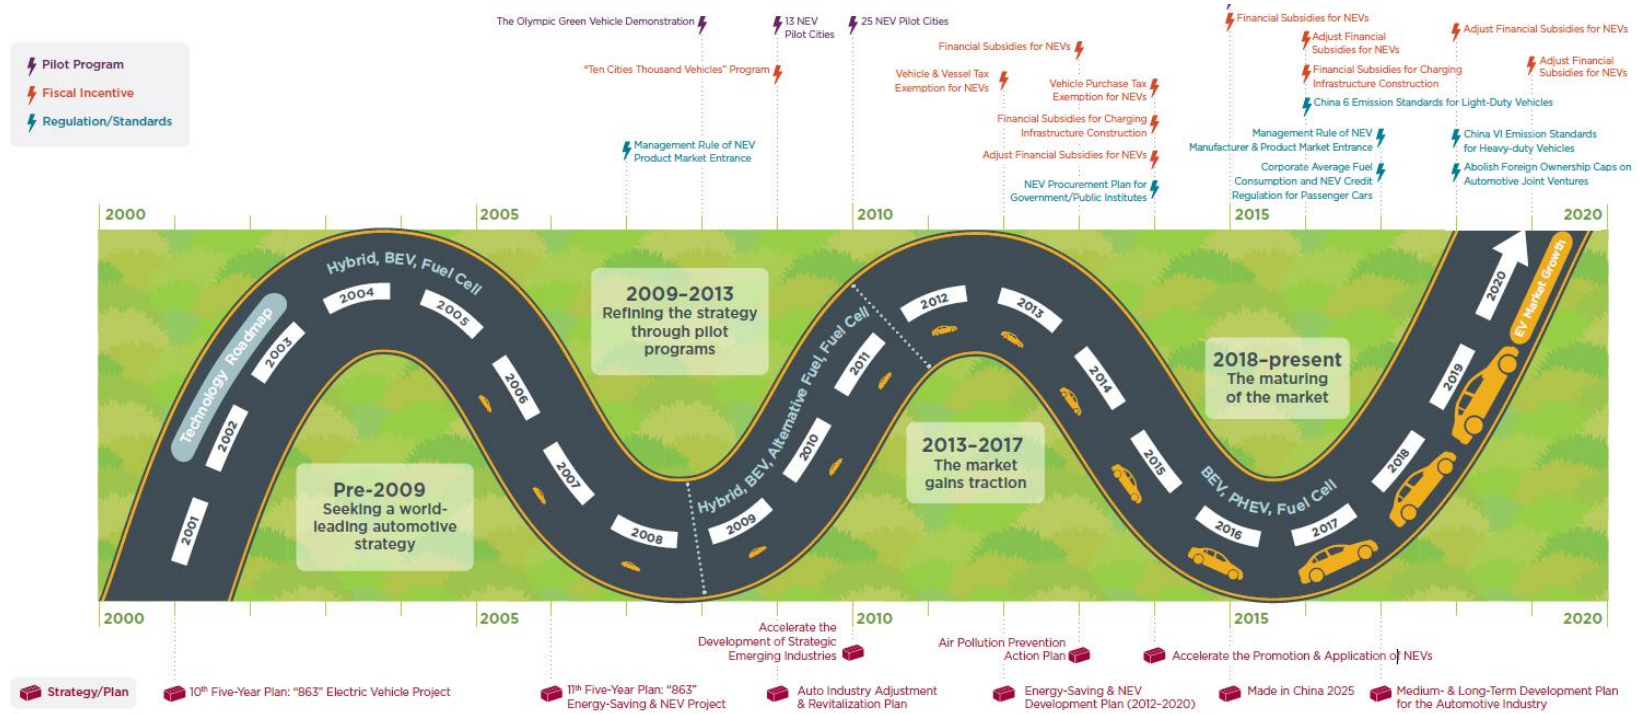 Pilot Program
Fiscal Incentive
Regulation/Standards
The Olympic Green Vehicle Demonstration
13 NEV
Pilot Cities
25 NEV Pilot Cities
"Ten Cities Thousand Vehicles" Program
Management Rule of NEV
Product Market Entrance
Financial Subsidies for NEVs
Vehicle & Vessel Tax
Exemption for NEVs
Vehicle Purchase Tax
Exemption for NEVs
Financial Subsidies for Charging
Infrastructure Construction
Adjust Financial Subsidies for NEVs
NEV Procurement Plan for
Government/Public Institutes
Financial Subsidies for NEVs
Adjust Financial
Subsidies for NEVs
Financial Subsidies for Charging
Infrastructure Construction
China 6 Emission Standards for Light-Duty Vehicles
Management Rule of NEV
Manufacturer & Product Market Entrance
Corporate Average Fuel
Consumption and NEV Credit
Regulation for Passenger Cars
Adjust Financial Subsidies for NEVs
Adjust Financial
Subsidies for NEVs
China VI Emission Standards
for Heavy-duty Vehicles
Abolish Foreign Ownership Caps on
Automotive Joint Ventures
2000
2005
2010
2015
2020
Technology Roadmap
Hybrid, BEV, Fuel Cell
2001
2002
2003
2004
2005
2006
2007
2008
Pre-2009
Seeking a world-
leading automotive
strategy
2009–2013
Refining the strategy
through pilot
programs
Hybrid, BEV, Alternative Fuel, Fuel Cell
2009
2010
2011
2012
2013
2014
2015
2016
2013–2017
The market
gains traction
BEV, PHEV, Fuel Cell
2017
2018
2019
2020
2018–present
The maturing
of the market
EV Market Growth
2000
2005
2010
2015
2020
Strategy/Plan
10th Five-Year Plan: "863" Electric Vehicle Project
11th Five-Year Plan: "863"
Energy-Saving & NEV Project
Accelerate the
Development of Strategic
Emerging Industries
Auto Industry Adjustment
& Revitalization Plan
Air Pollution Prevention
Action Plan
Energy-Saving & NEV
Development Plan (2012–2020)
Accelerate the Promotion & Application of NEVs
Made in China 2025
Medium- & Long-Term Development Plan
for the Automotive Industry